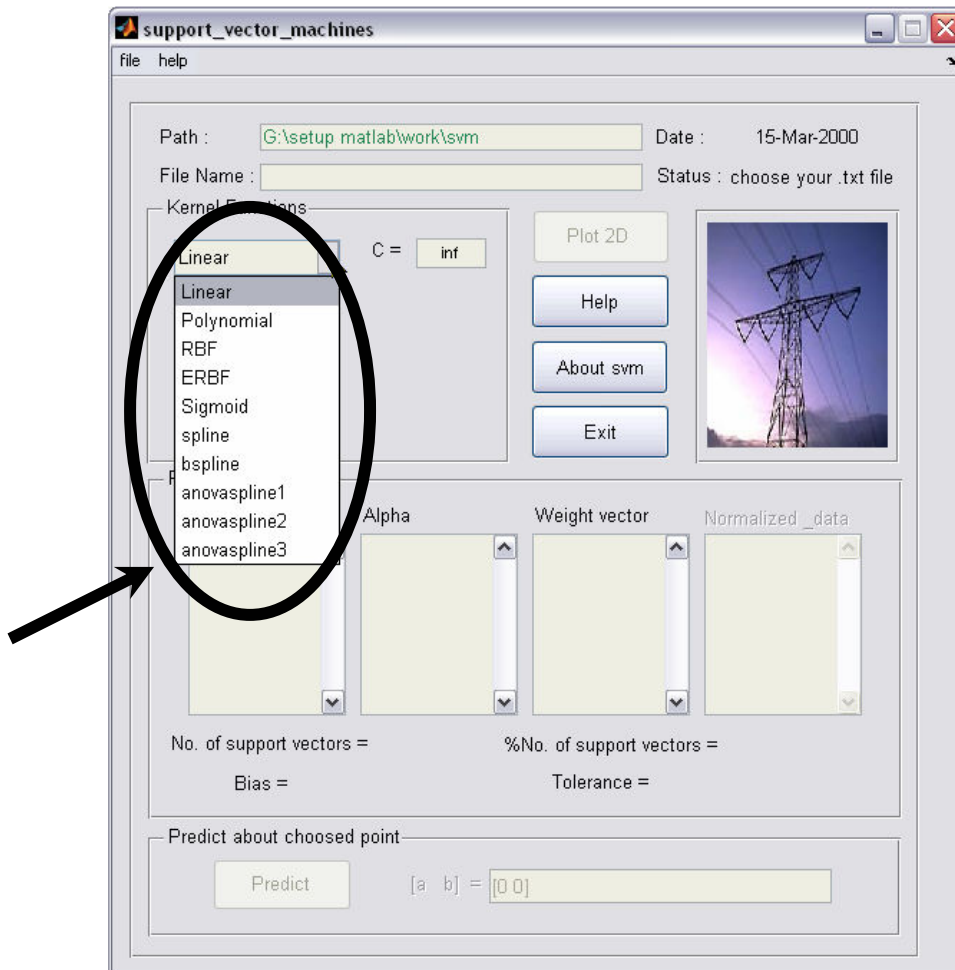 support_vector_machines
file help
Path : G:\setup matlab\work\svm Date : 15-Mar-2000
File Name : Status : choose your .txt file
Kernel Functions
Linear C = inf
Linear
Polynomial
RBF
ERBF
Sigmoid
spline
bspline
anovaspline1
anovaspline2
anovaspline3
Plot 2D
Help
About svm
Exit
Alpha Weight vector Normalized _data
No. of support vectors = %No. of support vectors =
Bias = Tolerance =
Predict about choosed point
Predict [a b] = [0 0]